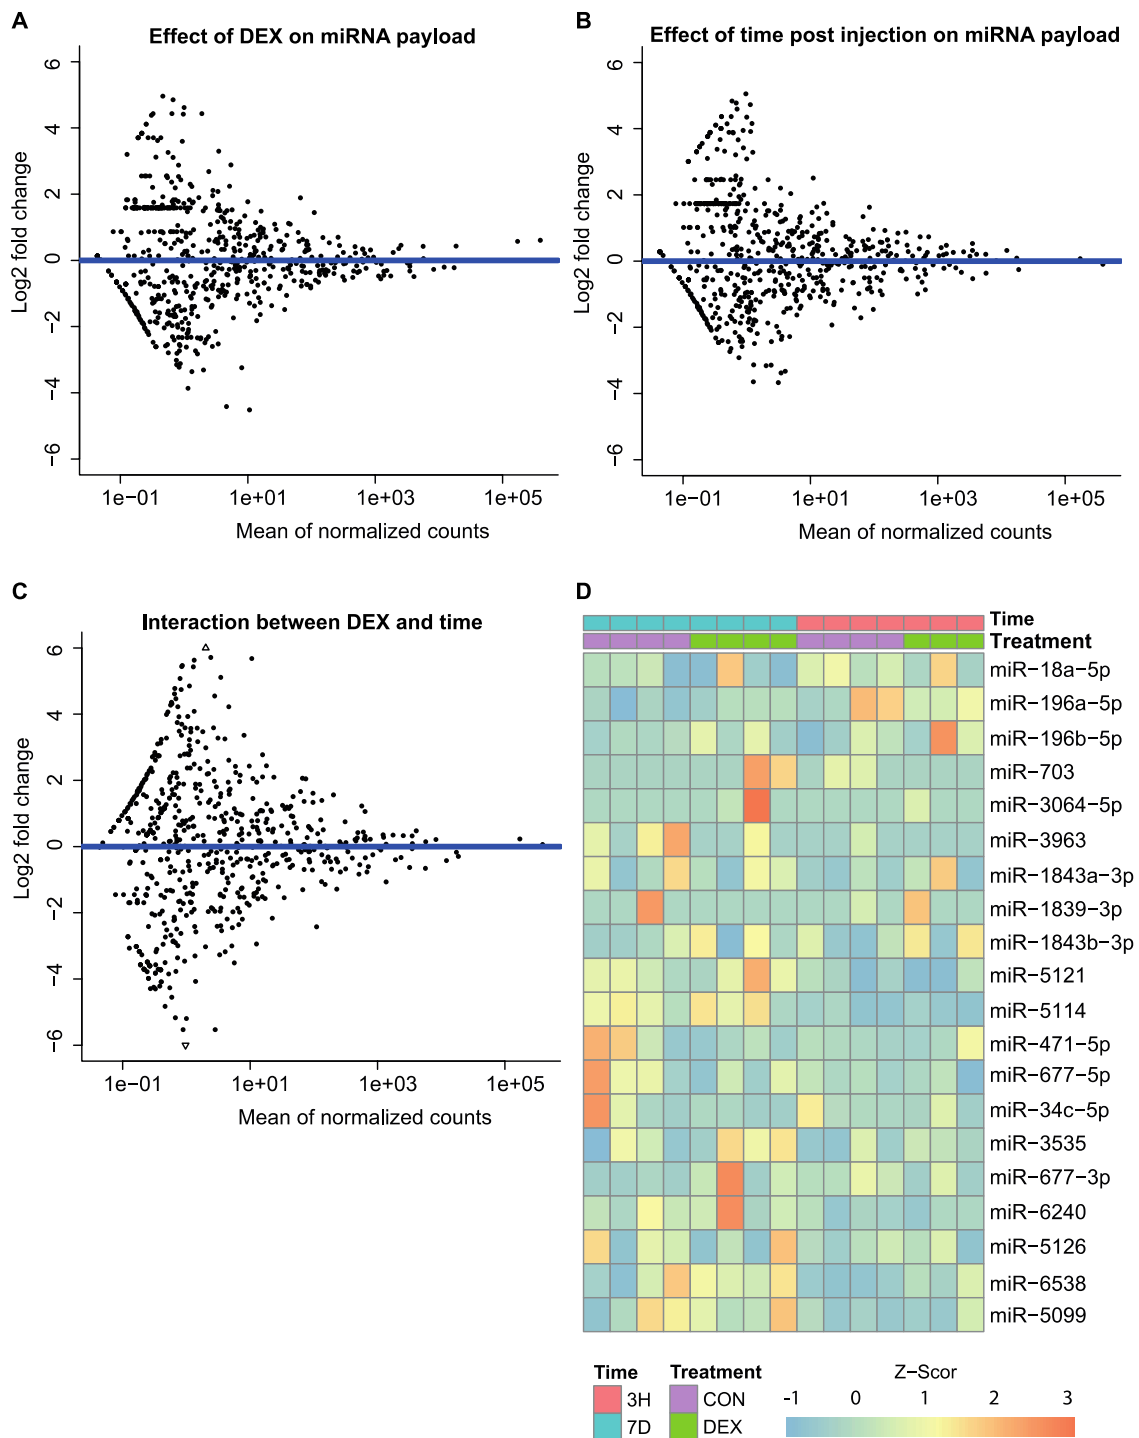 A
Effect of DEX on miRNA payload
Log2 fold change
6
4
2
0
−2
−4
−6
1e−01 1e+01 1e+03 1e+05
Mean of normalized counts
B
Effect of time post injection on miRNA payload
Log2 fold change
6
4
2
0
−2
−4
−6
1e−01 1e+01 1e+03 1e+05
Mean of normalized counts
C
Interaction between DEX and time
Log2 fold change
6
4
2
0
−2
−4
−6
1e−01 1e+01 1e+03 1e+05
Mean of normalized counts
D
Time
Treatment
miR−18a−5p
miR−196a−5p
miR−196b−5p
miR−703
miR−3064−5p
miR−3963
miR−1843a−3p
miR−1839−3p
miR−1843b−3p
miR−5121
miR−5114
miR−471−5p
miR−677−5p
miR−34c−5p
miR−3535
miR−677−3p
miR−6240
miR−5126
miR−6538
miR−5099
Time
3H
7D
Treatment
CON
DEX
Z−Scor
-1 0 1 2 3